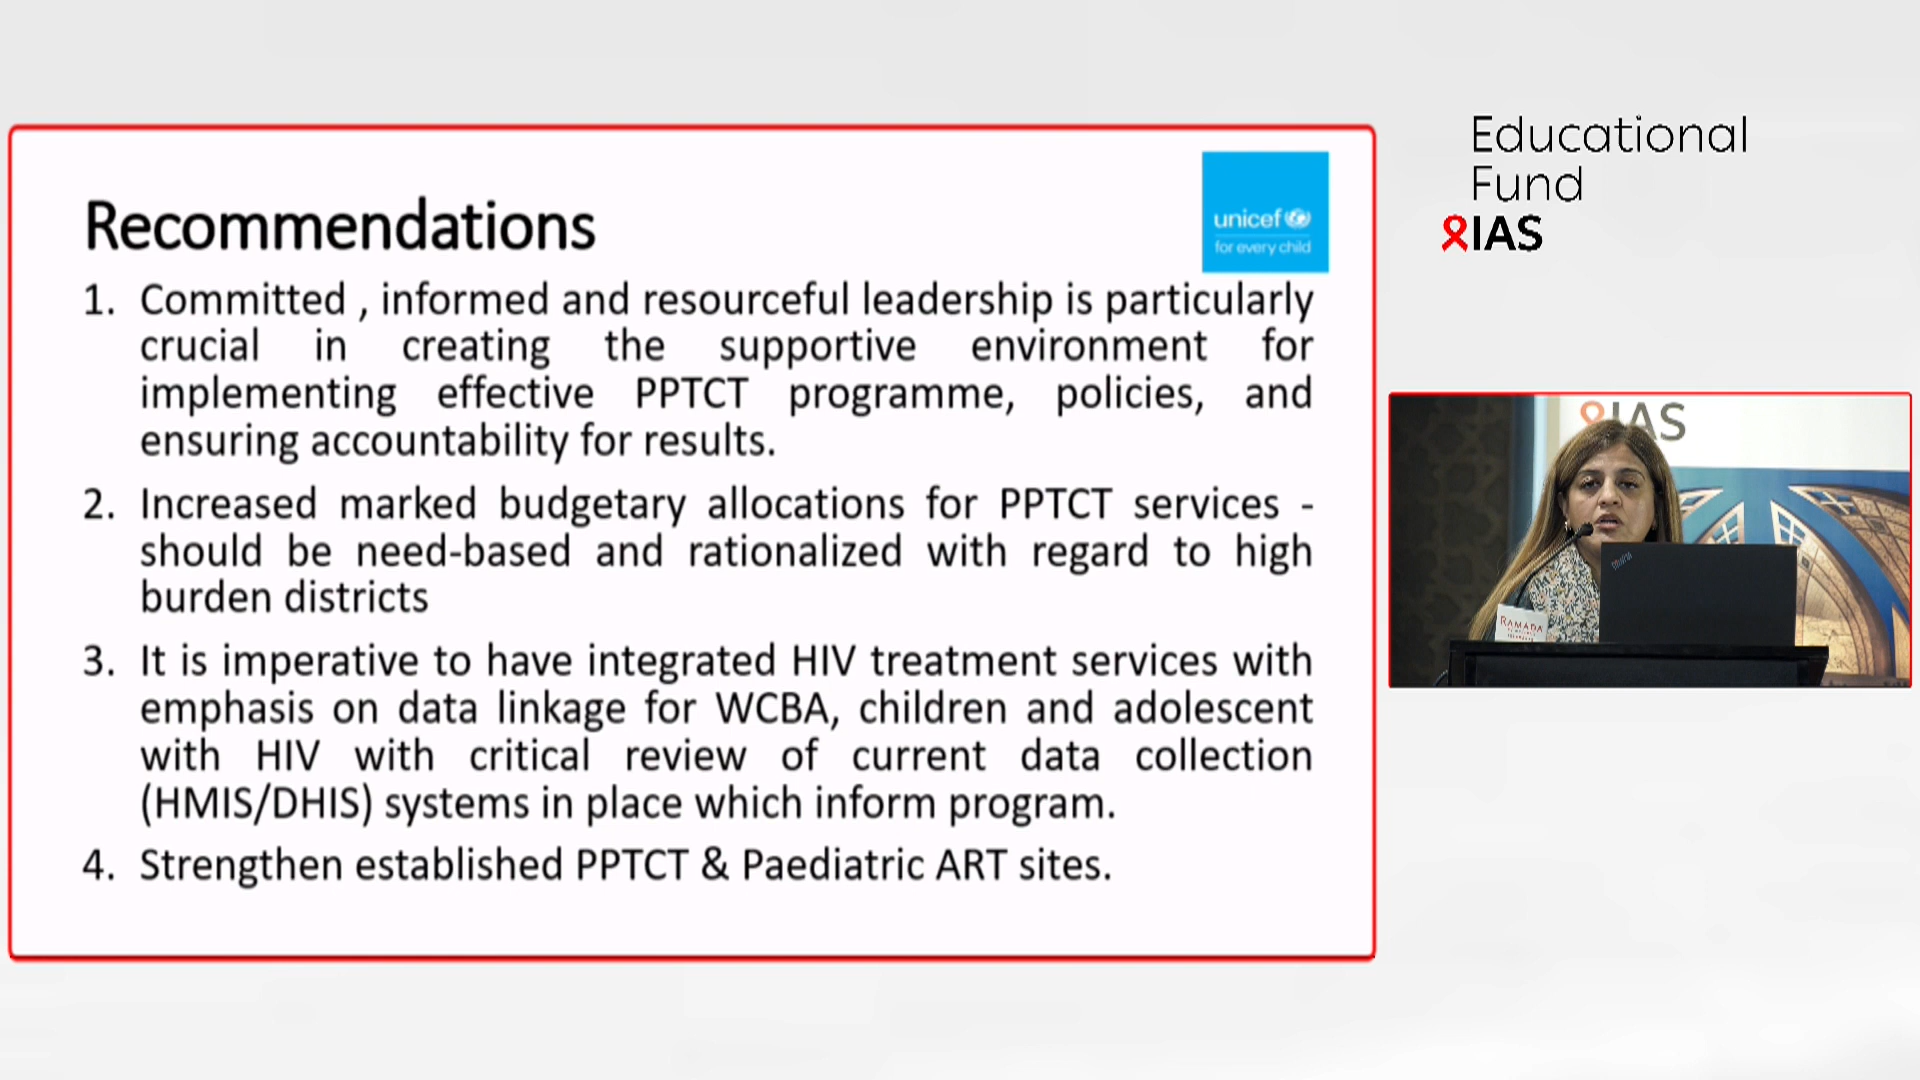 Recommendations
unicef
for every child
1. Committed , informed and resourceful leadership is particularly
crucial in creating the supportive environment for
implementing effective PPTCT programme, policies, and
ensuring accountability for results.
2. Increased marked budgetary allocations for PPTCT services -
should be need-based and rationalized with regard to high
burden districts
3. It is imperative to have integrated HIV treatment services with
emphasis on data linkage for WCBA, children and adolescent
with HIV with critical review of current data collection
(HMIS/DHIS) systems in place which inform program.
4. Strengthen established PPTCT & Paediatric ART sites.
Educational
Fund
IAS
IAS
RAMADA